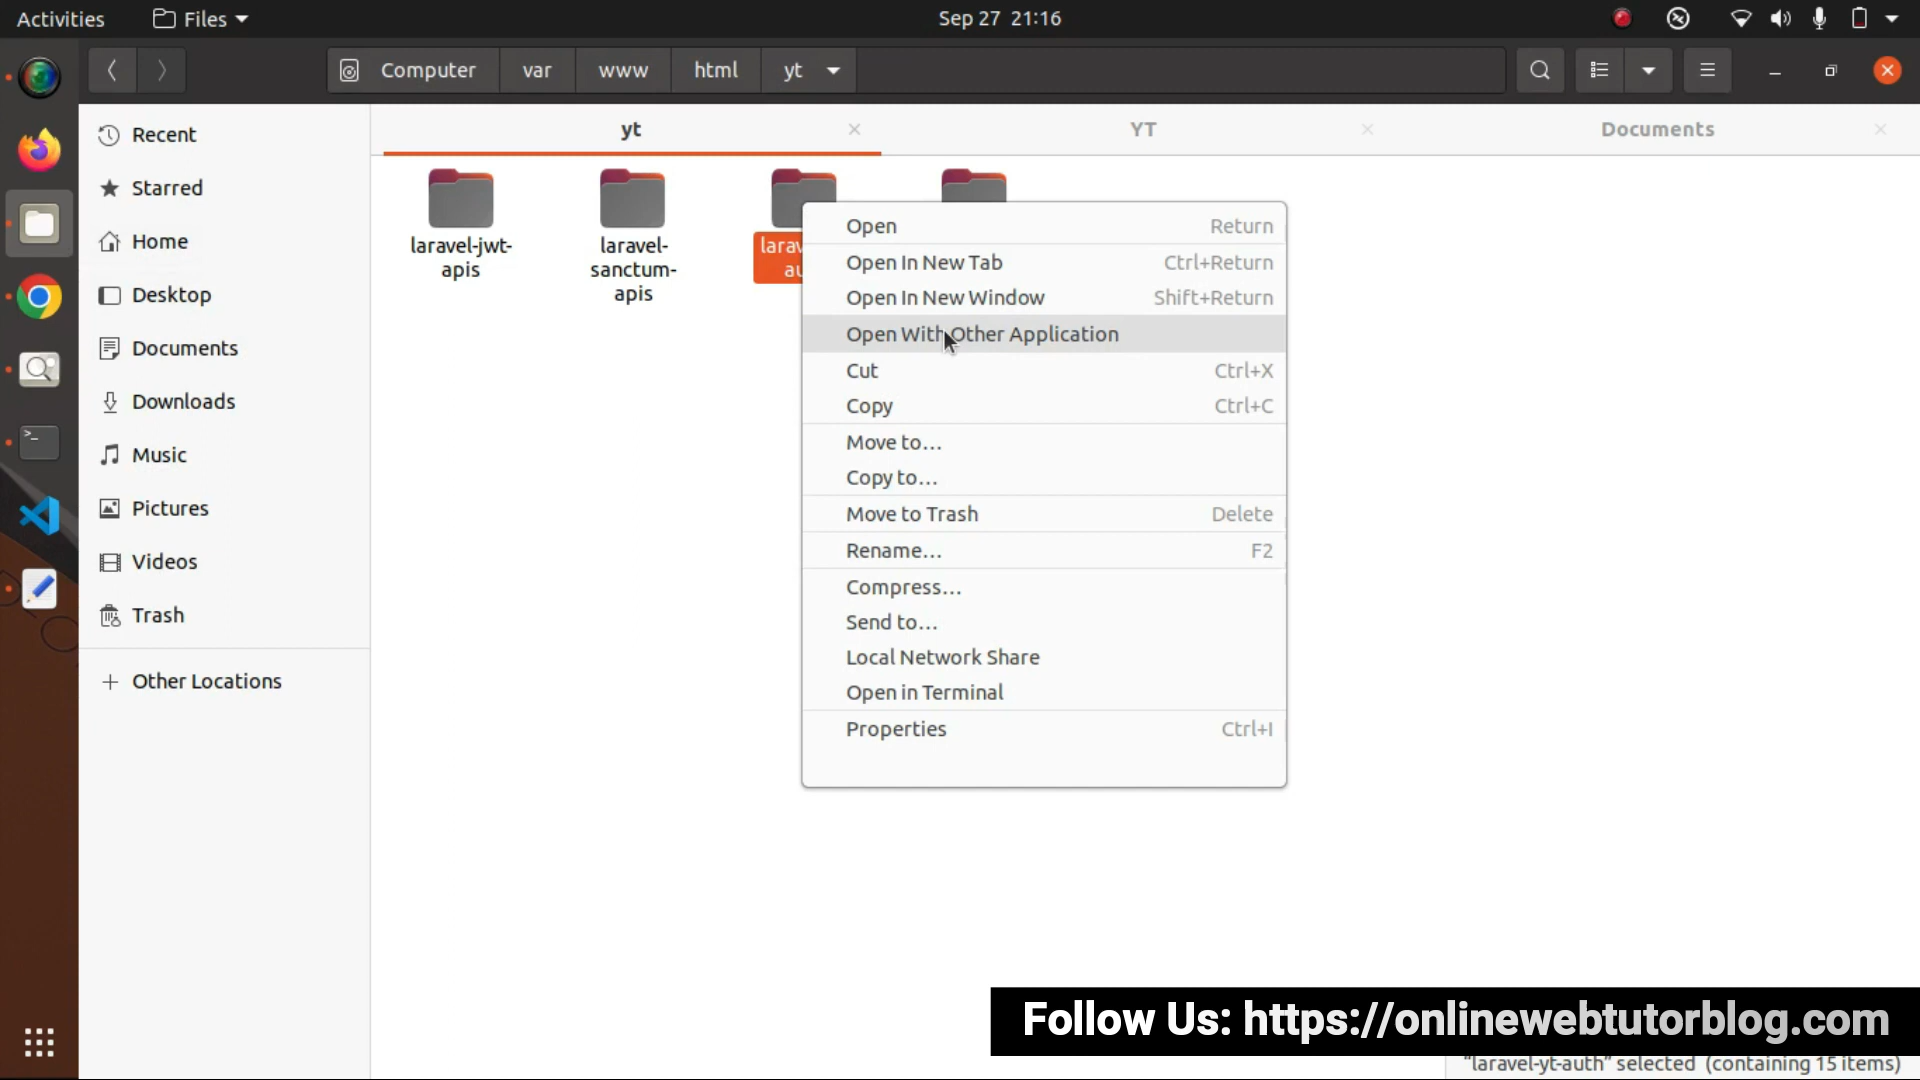 Activities
Files
Sep 27 21:16
Computer
var
www
html
yt
Recent
Starred
Home
Desktop
Documents
Downloads
Music
Pictures
Videos
Trash
Other Locations
yt
YT
Documents
laravel-jwt-
apis
laravel-
sanctum-
apis
Open Return
Open In New Tab Ctrl+Return
Open In New Window Shift+Return
Open With Other Application
Cut Ctrl+X
Copy Ctrl+C
Move to...
Copy to...
Move to Trash Delete
Rename... F2
Compress...
Send to...
Local Network Share
Open in Terminal
Properties Ctrl+I
Follow Us: https://onlinewebtutorblog.com
"laravel-yt-auth" selected (containing 15 items)